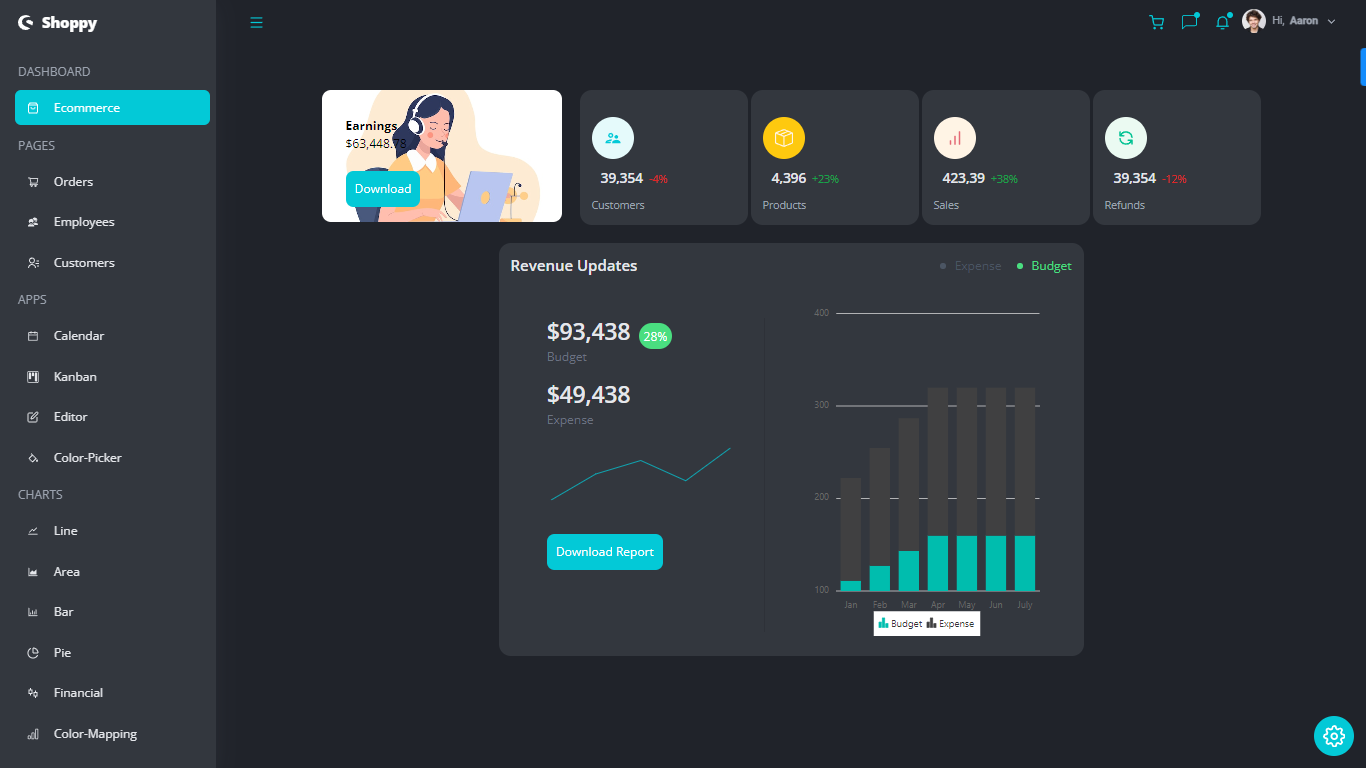 Shoppy
Hi, Aaron
DASHBOARD
Ecommerce
PAGES
Orders
Employees
Customers
APPS
Calendar
Kanban
Editor
Color-Picker
CHARTS
Line
Area
Bar
Pie
Financial
Color-Mapping
Earnings
$63,448.78
Download
39,354 -4%
Customers
4,396 +23%
Products
423,39 +38%
Sales
39,354 -12%
Refunds
Revenue Updates
Expense Budget
$93,438 28%
Budget
$49,438
Expense
Download Report
400
300
200
100
Jan Feb Mar Apr May Jun July
Budget Expense